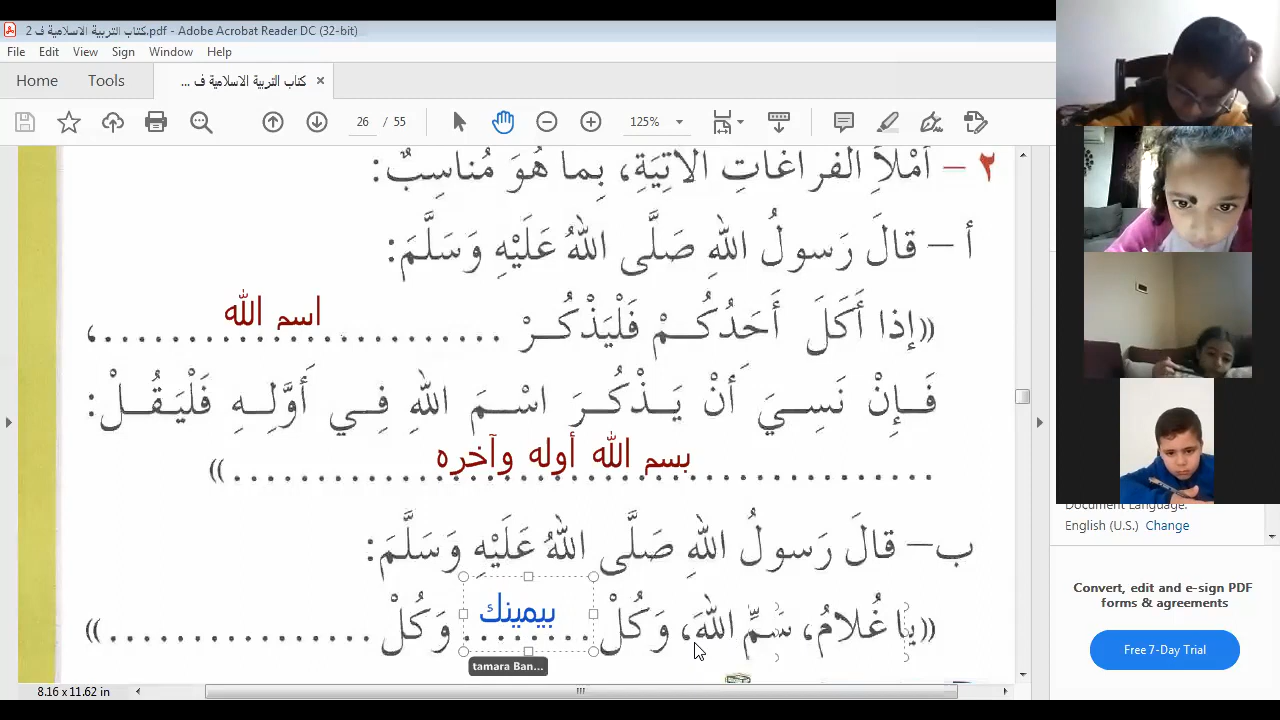 كتاب التربية الاسلامية ف 2.pdf - Adobe Acrobat Reader DC (32-bit)
File Edit View Sign Window Help
Home Tools كتاب التربية الاسلامية ف ... ×
26 / 55 125%
٢ – أَمْلَأُ الفَراغاتِ الآتِيَةِ، بِما هُوَ مُناسِبٌ:
أ – قالَ رَسولُ اللهِ صَلَّى اللهُ عَلَيْهِ وَسَلَّمَ:
((إِذا أَكَلَ أَحَدُكُمْ فَلْيَذْكُرْ اسم الله ........................،
فَإِنْ نَسِيَ أَنْ يَذْكُرَ اسْمَ اللهِ فِي أَوَّلِهِ فَلْيَقُلْ:
بسم الله أوله وآخره ........................))
ب – قالَ رَسولُ اللهِ صَلَّى اللهُ عَلَيْهِ وَسَلَّمَ:
((يا غُلامُ، سَمِّ اللهَ، وَكُلْ بيمينك ........ وَكُلْ ................))
tamara Ban...
8.16 x 11.62 in
Document Language:
English (U.S.) Change
Convert, edit and e-sign PDF
forms & agreements
Free 7-Day Trial